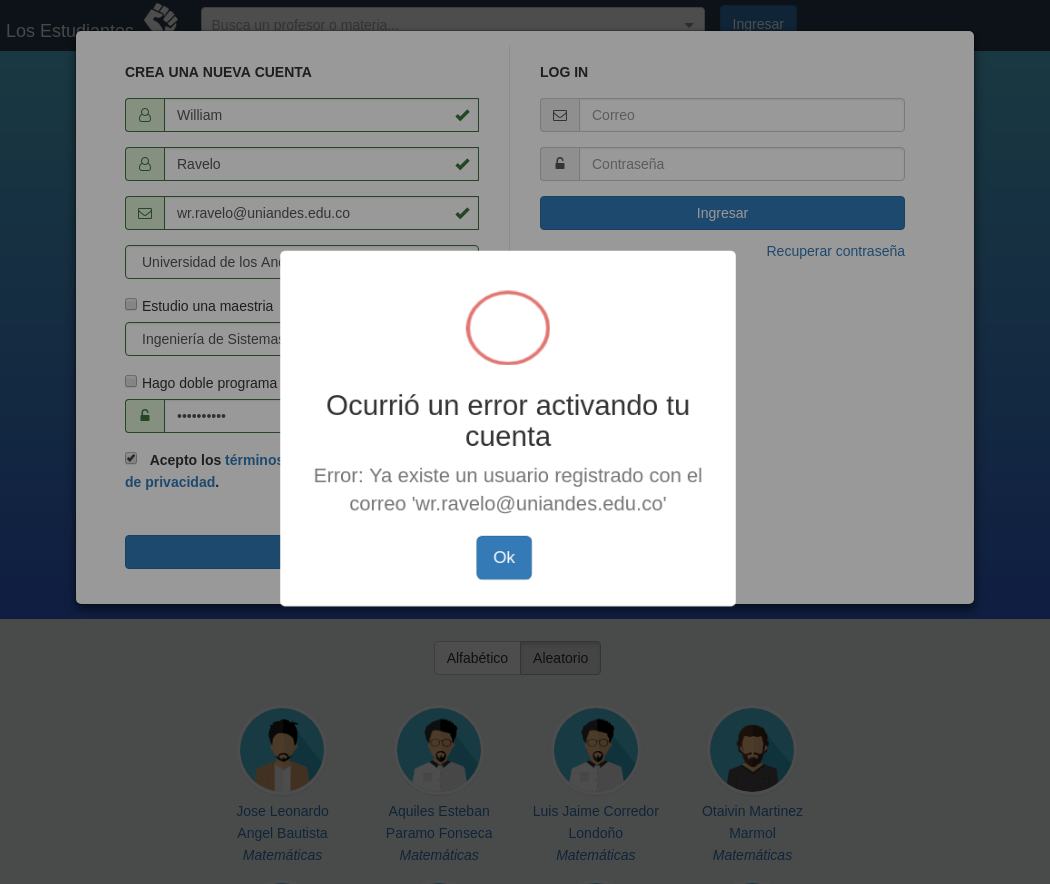 Los Estudiantes
Busca un profesor o materia...
Ingresar
CREA UNA NUEVA CUENTA
William
Ravelo
wr.ravelo@uniandes.edu.co
Universidad de los An
Estudio una maestria
Ingeniería de Sistemas
Hago doble programa
••••••••••
Acepto los términos
de privacidad.
LOG IN
Correo
Contraseña
Ingresar
Recuperar contraseña
Ocurrió un error activando tu
cuenta
Error: Ya existe un usuario registrado con el
correo 'wr.ravelo@uniandes.edu.co'
Ok
Alfabético
Aleatorio
Jose Leonardo
Angel Bautista
Matemáticas
Aquiles Esteban
Paramo Fonseca
Matemáticas
Luis Jaime Corredor
Londoño
Matemáticas
Otaivin Martinez
Marmol
Matemáticas